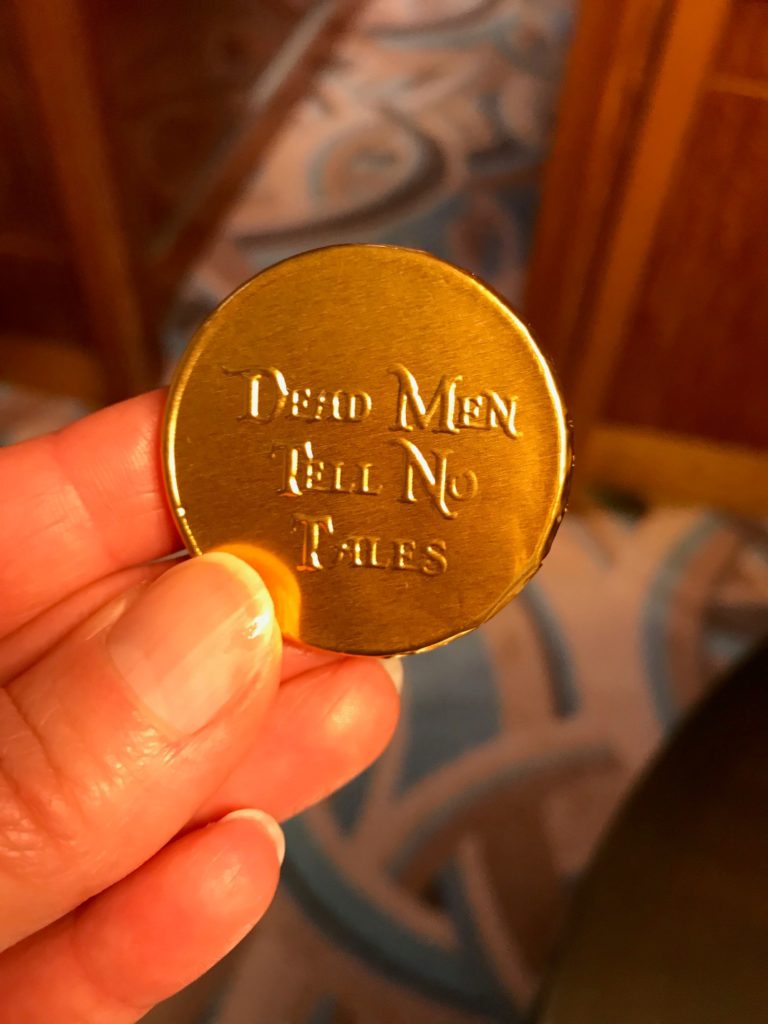 Dead Men
Tell No
Tales